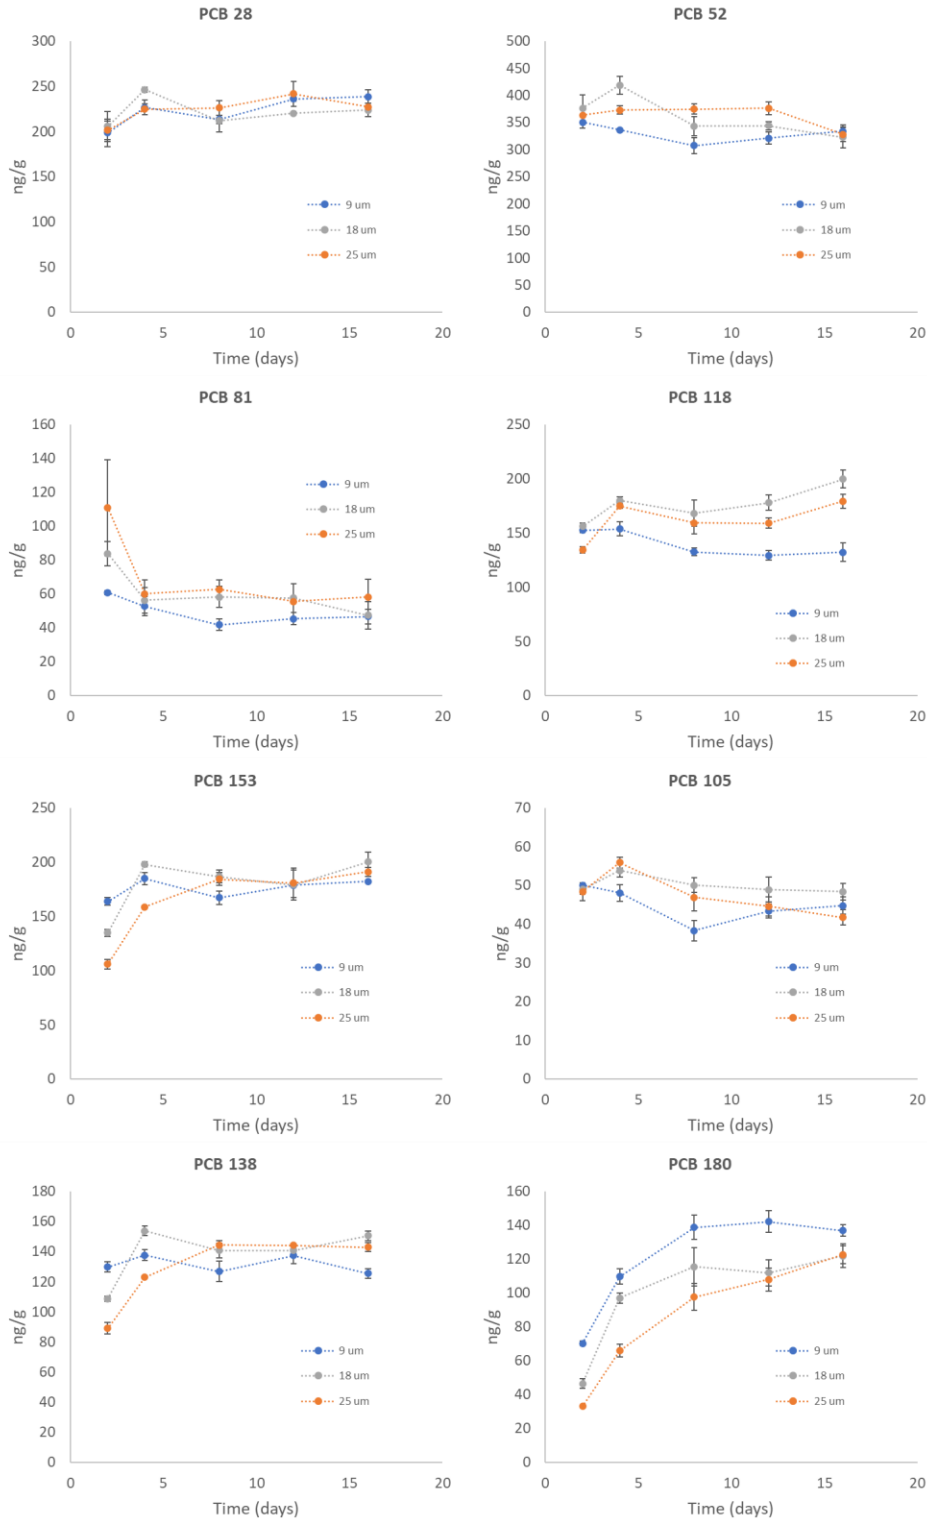 PCB 28
300
250
200
150
100
50
0
ng/g
9 um
18 um
25 um
0 5 10 15 20
Time (days)
PCB 52
500
450
400
350
300
250
200
150
100
50
0
ng/g
9 um
18 um
25 um
0 5 10 15 20
Time (days)
PCB 81
160
140
120
100
80
60
40
20
0
ng/g
9 um
18 um
25 um
0 5 10 15 20
Time (days)
PCB 118
250
200
150
100
50
0
ng/g
9 um
18 um
25 um
0 5 10 15 20
Time (days)
PCB 153
250
200
150
100
50
0
ng/g
9 um
18 um
25 um
0 5 10 15 20
Time (days)
PCB 105
70
60
50
40
30
20
10
0
ng/g
9 um
18 um
25 um
0 5 10 15 20
Time (days)
PCB 138
180
160
140
120
100
80
60
40
20
0
ng/g
9 um
18 um
25 um
0 5 10 15 20
Time (days)
PCB 180
160
140
120
100
80
60
40
20
0
ng/g
9 um
18 um
25 um
0 5 10 15 20
Time (days)